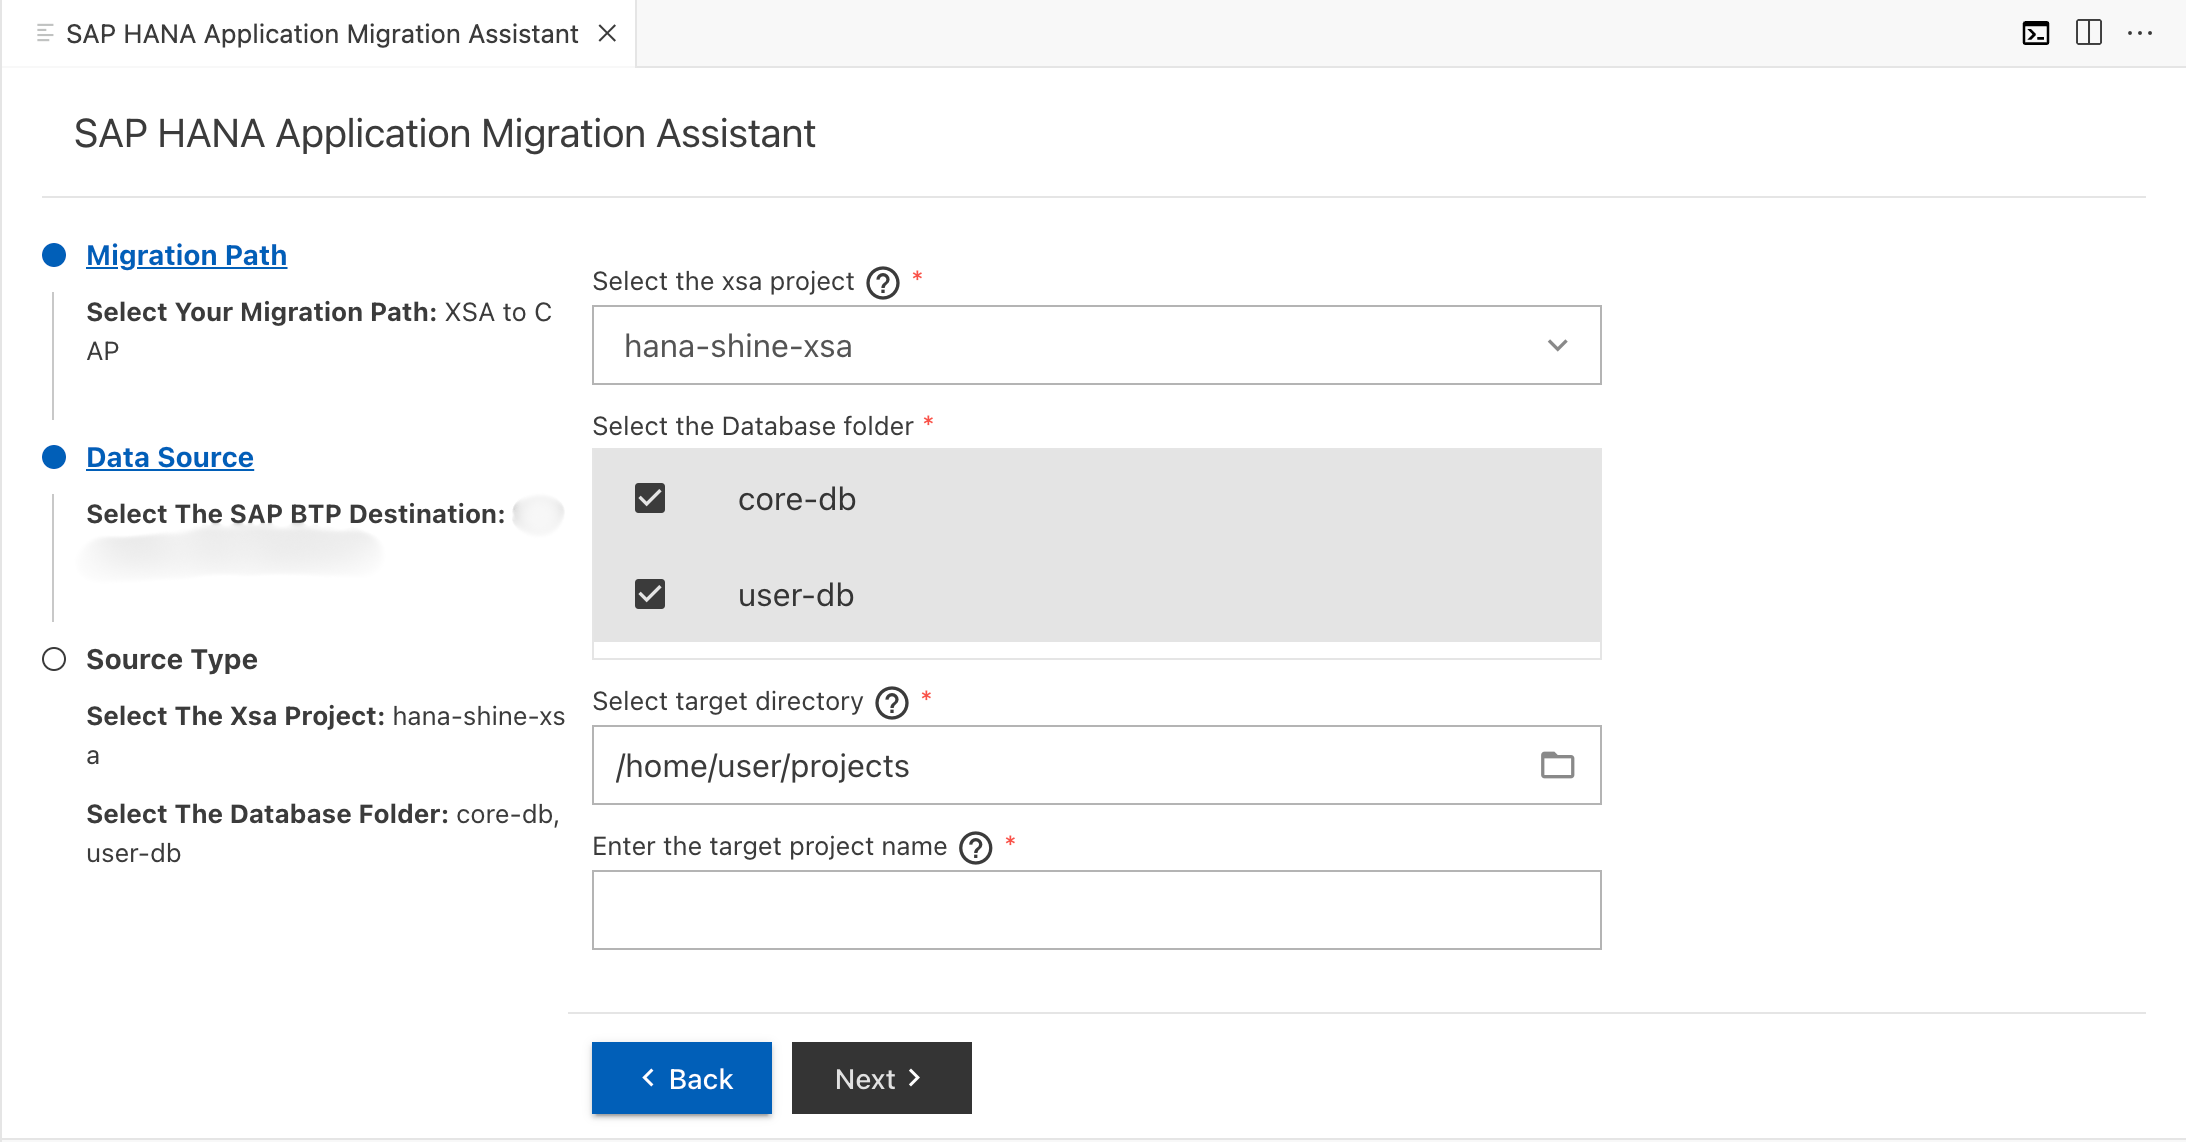 SAP HANA Application Migration Assistant
SAP HANA Application Migration Assistant
Migration Path
Select Your Migration Path: XSA to C
AP
Data Source
Select The SAP BTP Destination:
Source Type
Select The Xsa Project: hana-shine-xs
a
Select The Database Folder: core-db,
user-db
Select the xsa project ? *
hana-shine-xsa
Select the Database folder *
core-db
user-db
Select target directory ? *
/home/user/projects
Enter the target project name ? *
Back
Next